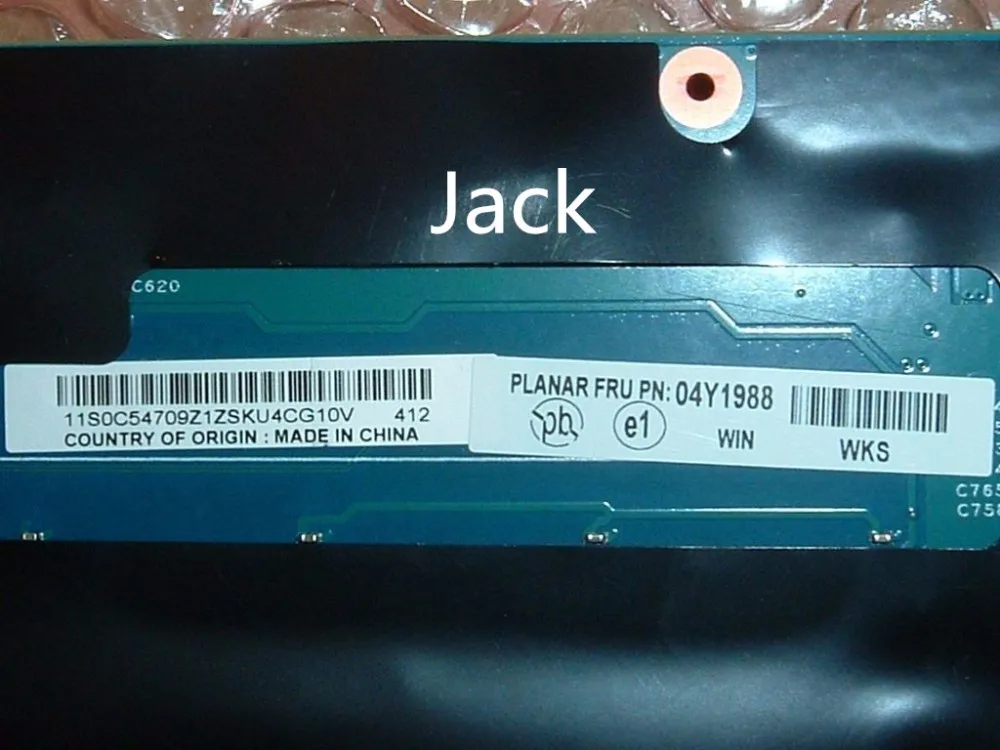 Jack
C620
11S0C54709Z1ZSKU4CG10V 412
COUNTRY OF ORIGIN : MADE IN CHINA
PLANAR FRU PN: 04Y1988
pb e1 WIN WKS
C765